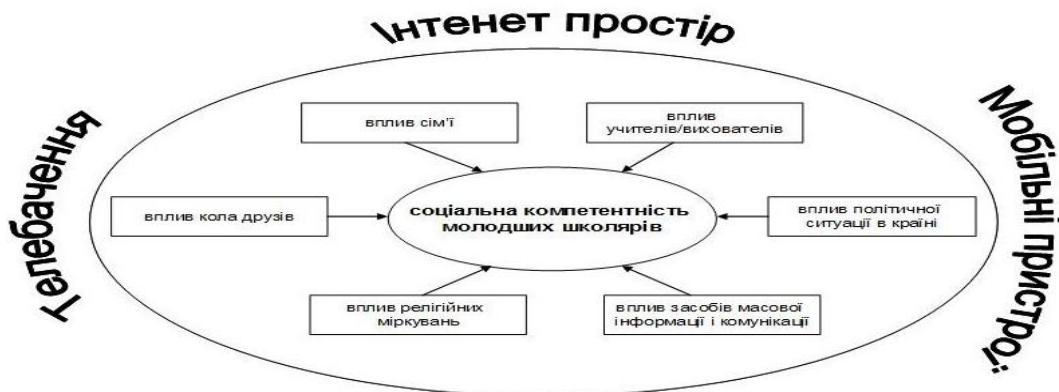 Інтенет простір
Телебачення
Мобільні пристрої
вплив сім'ї
вплив
учителів/вихователів
вплив кола друзів
соціальна компетентність
молодших школярів
вплив політичної
ситуації в країні
вплив релігійних
міркувань
вплив засобів масової
інформації і комунікації